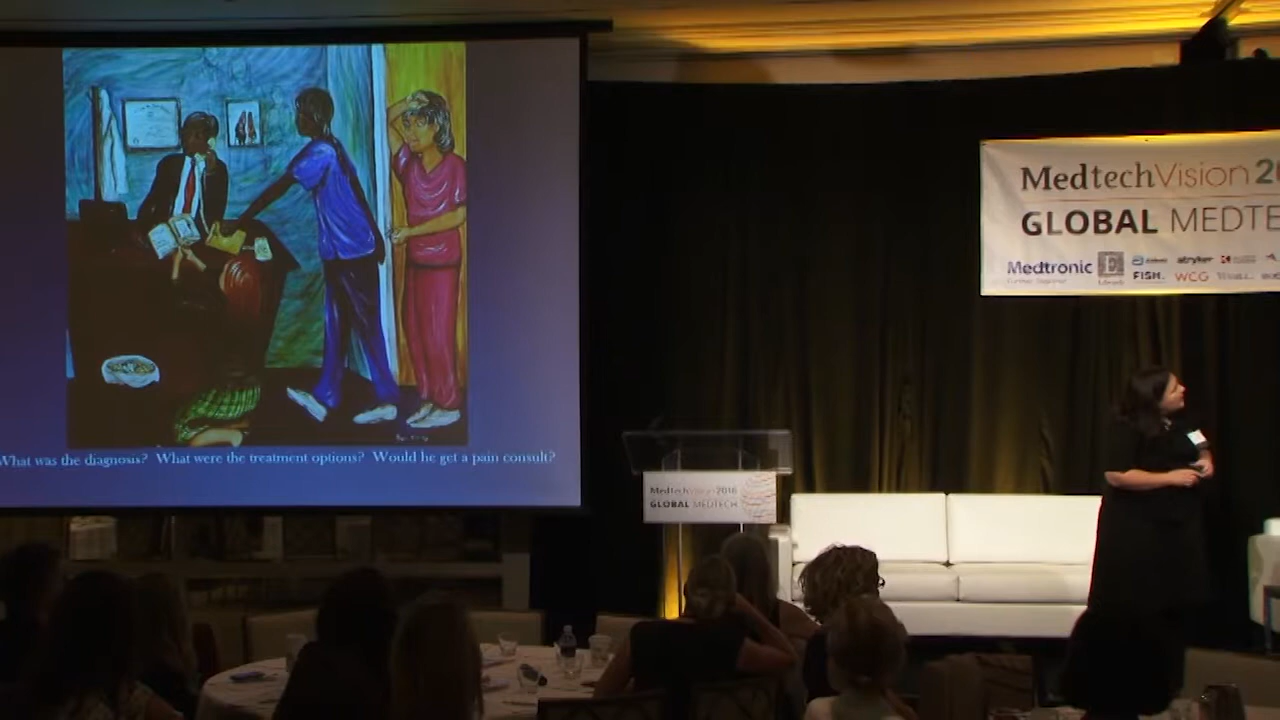 What was the diagnosis? What were the treatment options? Would he get a pain consult?
MedtechVision 20
GLOBAL MEDTE
Medtronic
stryker
FISH.
WCG
MedtechVision2016
GLOBAL MEDTECH